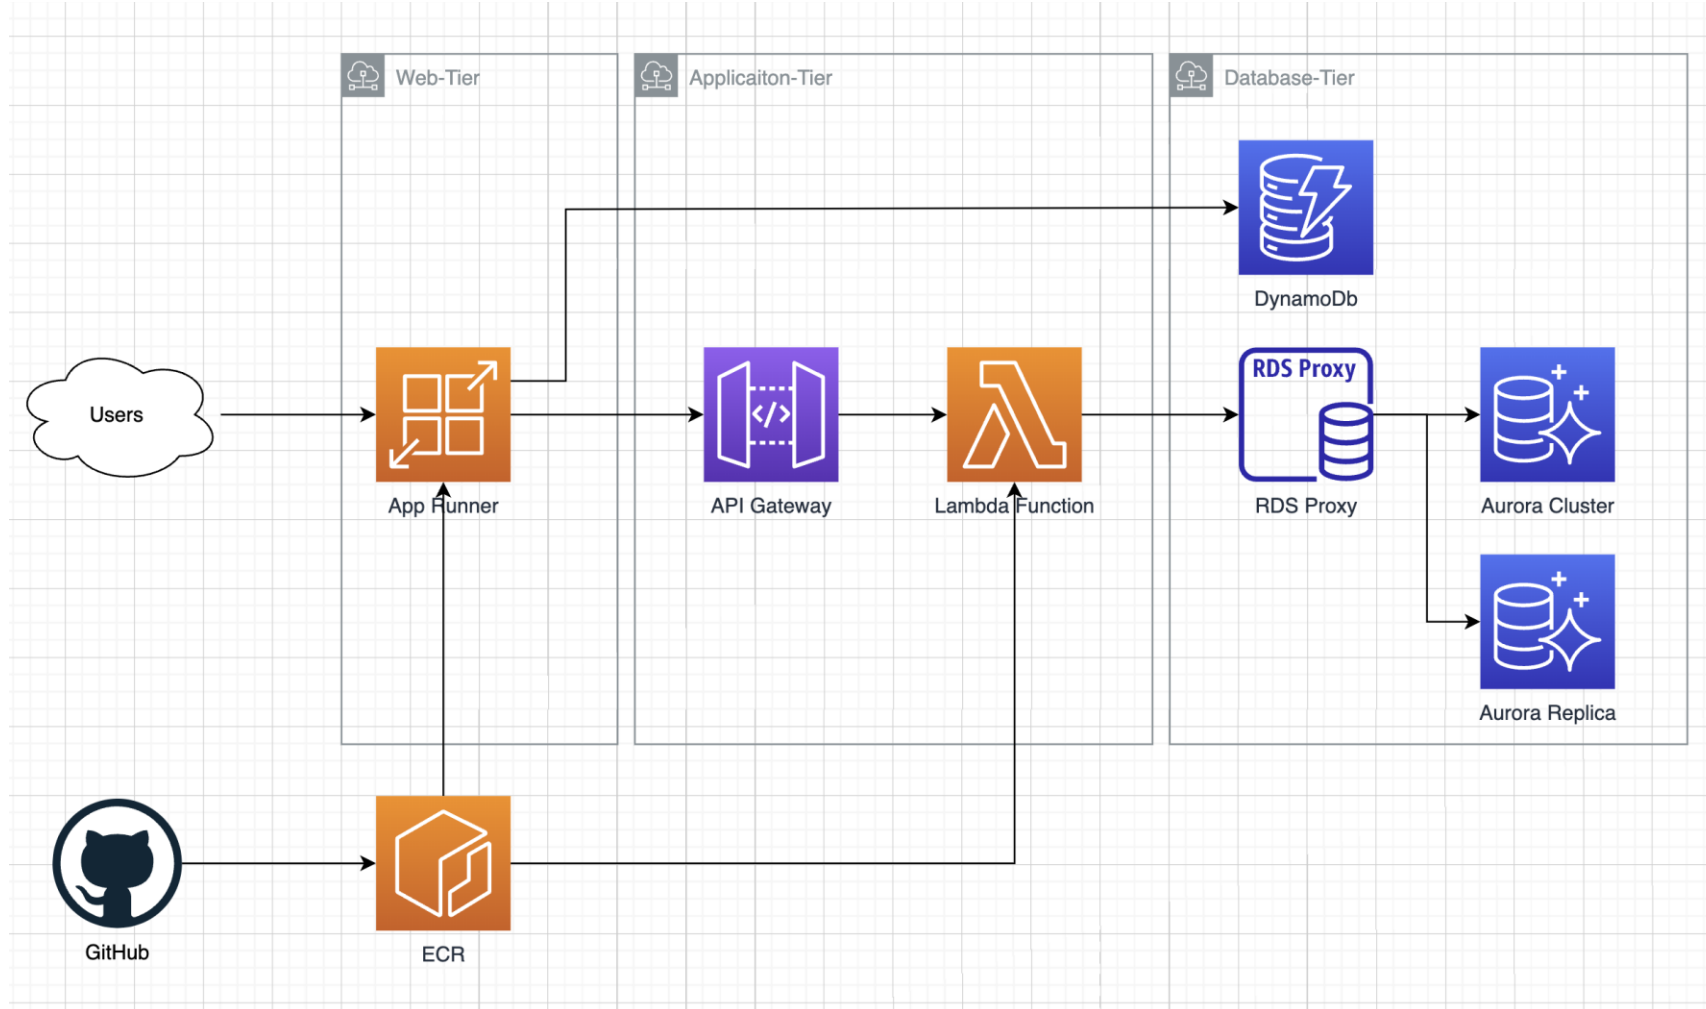 Web-Tier
Applicaiton-Tier
Database-Tier
DynamoDb
Users
RDS Proxy
App Runner
API Gateway
Lambda Function
RDS Proxy
Aurora Cluster
Aurora Replica
GitHub
ECR